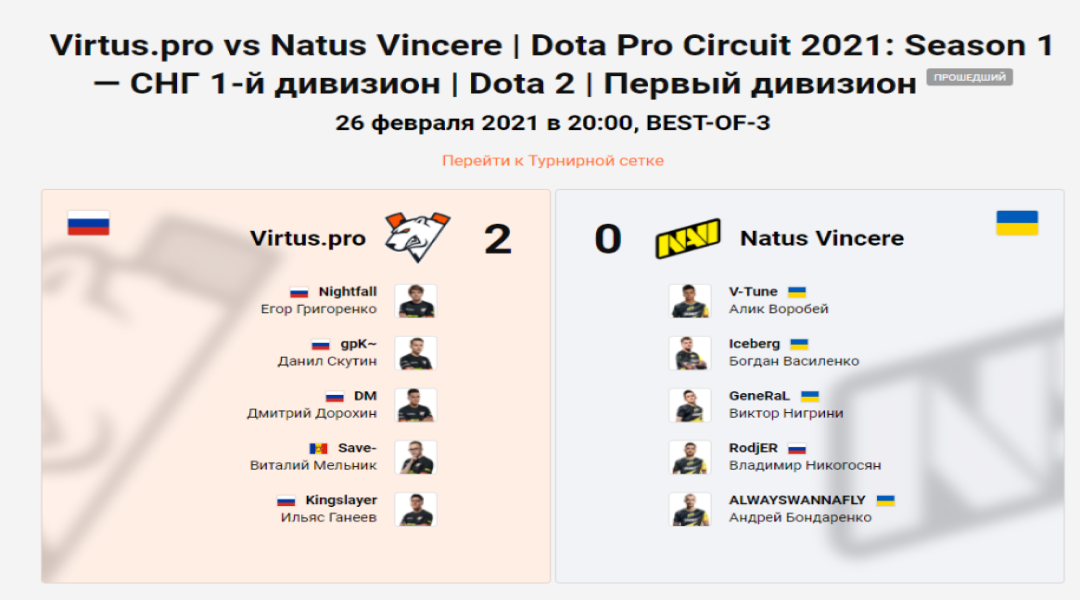 Virtus.pro vs Natus Vincere | Dota Pro Circuit 2021: Season 1
— СНГ 1-й дивизион | Dota 2 | Первый дивизион ПРОШЕДШИЙ
26 февраля 2021 в 20:00, BEST-OF-3
Перейти к Турнирной сетке
Virtus.pro 2
Nightfall
Егор Григоренко
gpK~
Данил Скутин
DM
Дмитрий Дорохин
Save-
Виталий Мельник
Kingslayer
Ильяс Ганеев
0 NAVI Natus Vincere
V-Tune
Алик Воробей
Iceberg
Богдан Василенко
GeneRaL
Виктор Нигрини
RodjER
Владимир Никогосян
ALWAYSWANNAFLY
Андрей Бондаренко